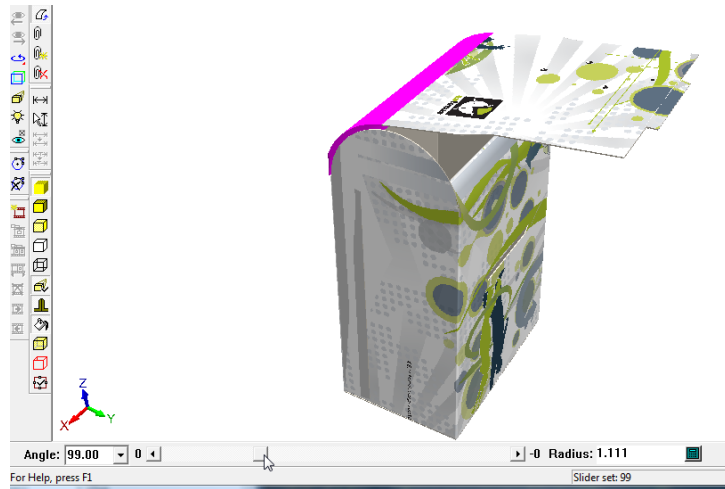 Z
X
Y
Angle: 99.00 0 -0 Radius: 1.111
For Help, press F1 Slider set: 99